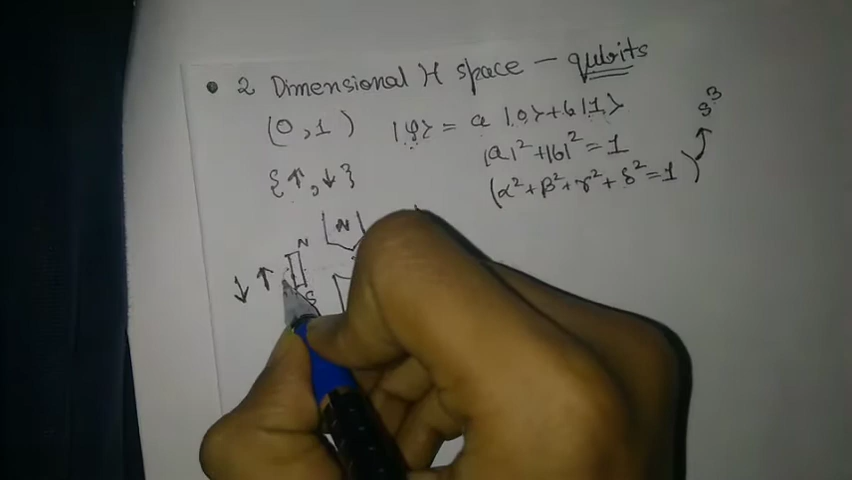 • 2 Dimensional H space – qubits
(0,1) |ψ> = a |0> + b |1>
|a|² + |b|² = 1
(α² + β² + γ² + δ² = 1) → S³
{↑,↓}
N
N
↓ ↑
S